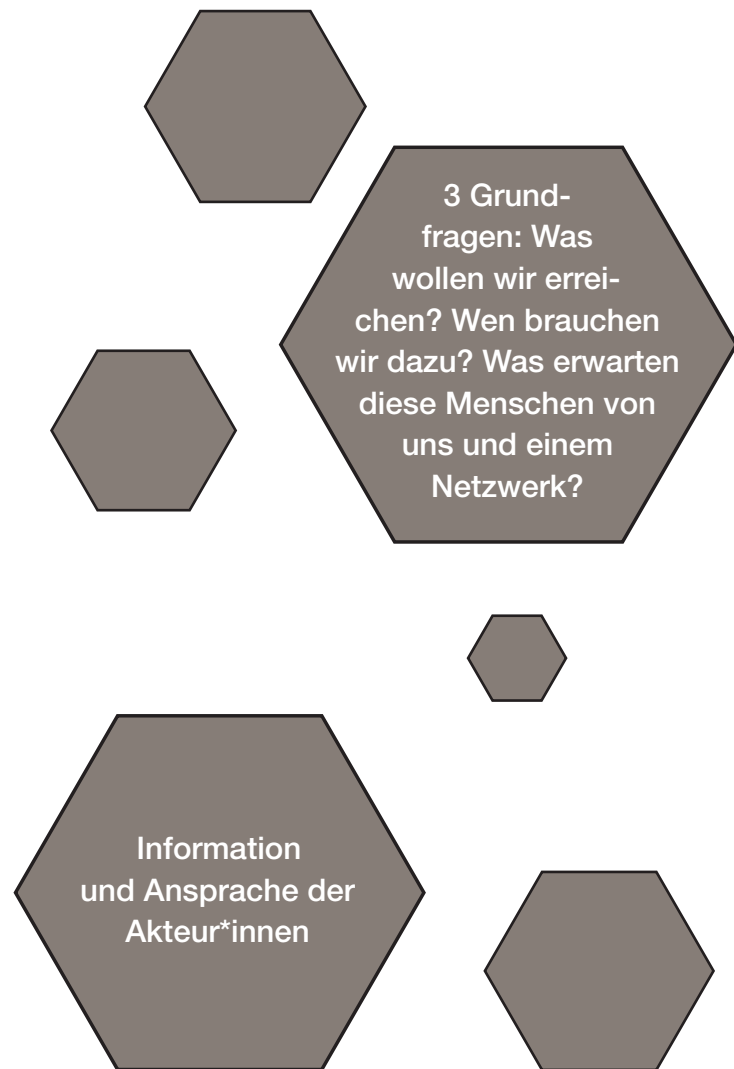 3 Grund-
fragen: Was
wollen wir errei-
chen? Wen brauchen
wir dazu? Was erwarten
diese Menschen von
uns und einem
Netzwerk?
Information
und Ansprache der
Akteur*innen